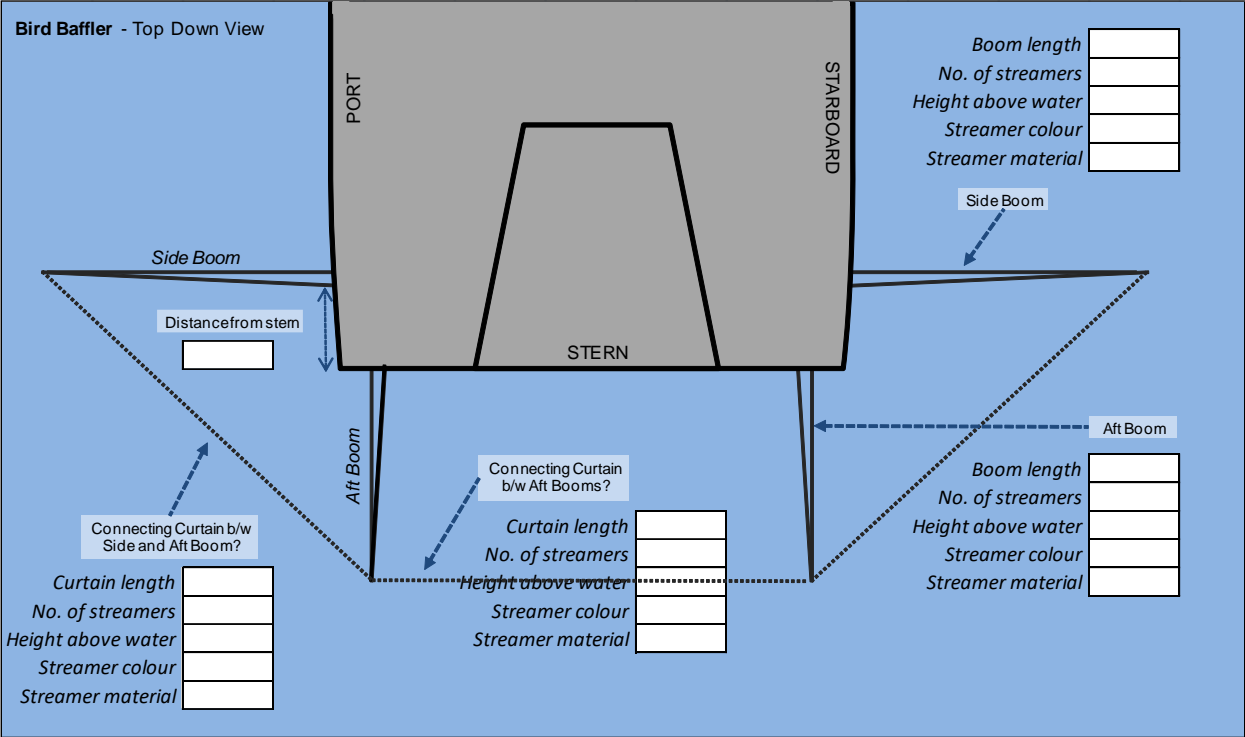 Bird Baffler - Top Down View
PORT
STARBOARD
Boom length
No. of streamers
Height above water
Streamer colour
Streamer material
Side Boom
Side Boom
Distance from stern
STERN
Aft Boom
Aft Boom
Connecting Curtain
b/w Aft Booms?
Boom length
No. of streamers
Height above water
Streamer colour
Streamer material
Curtain length
No. of streamers
Height above water
Streamer colour
Streamer material
Connecting Curtain b/w
Side and Aft Boom?
Curtain length
No. of streamers
Height above water
Streamer colour
Streamer material